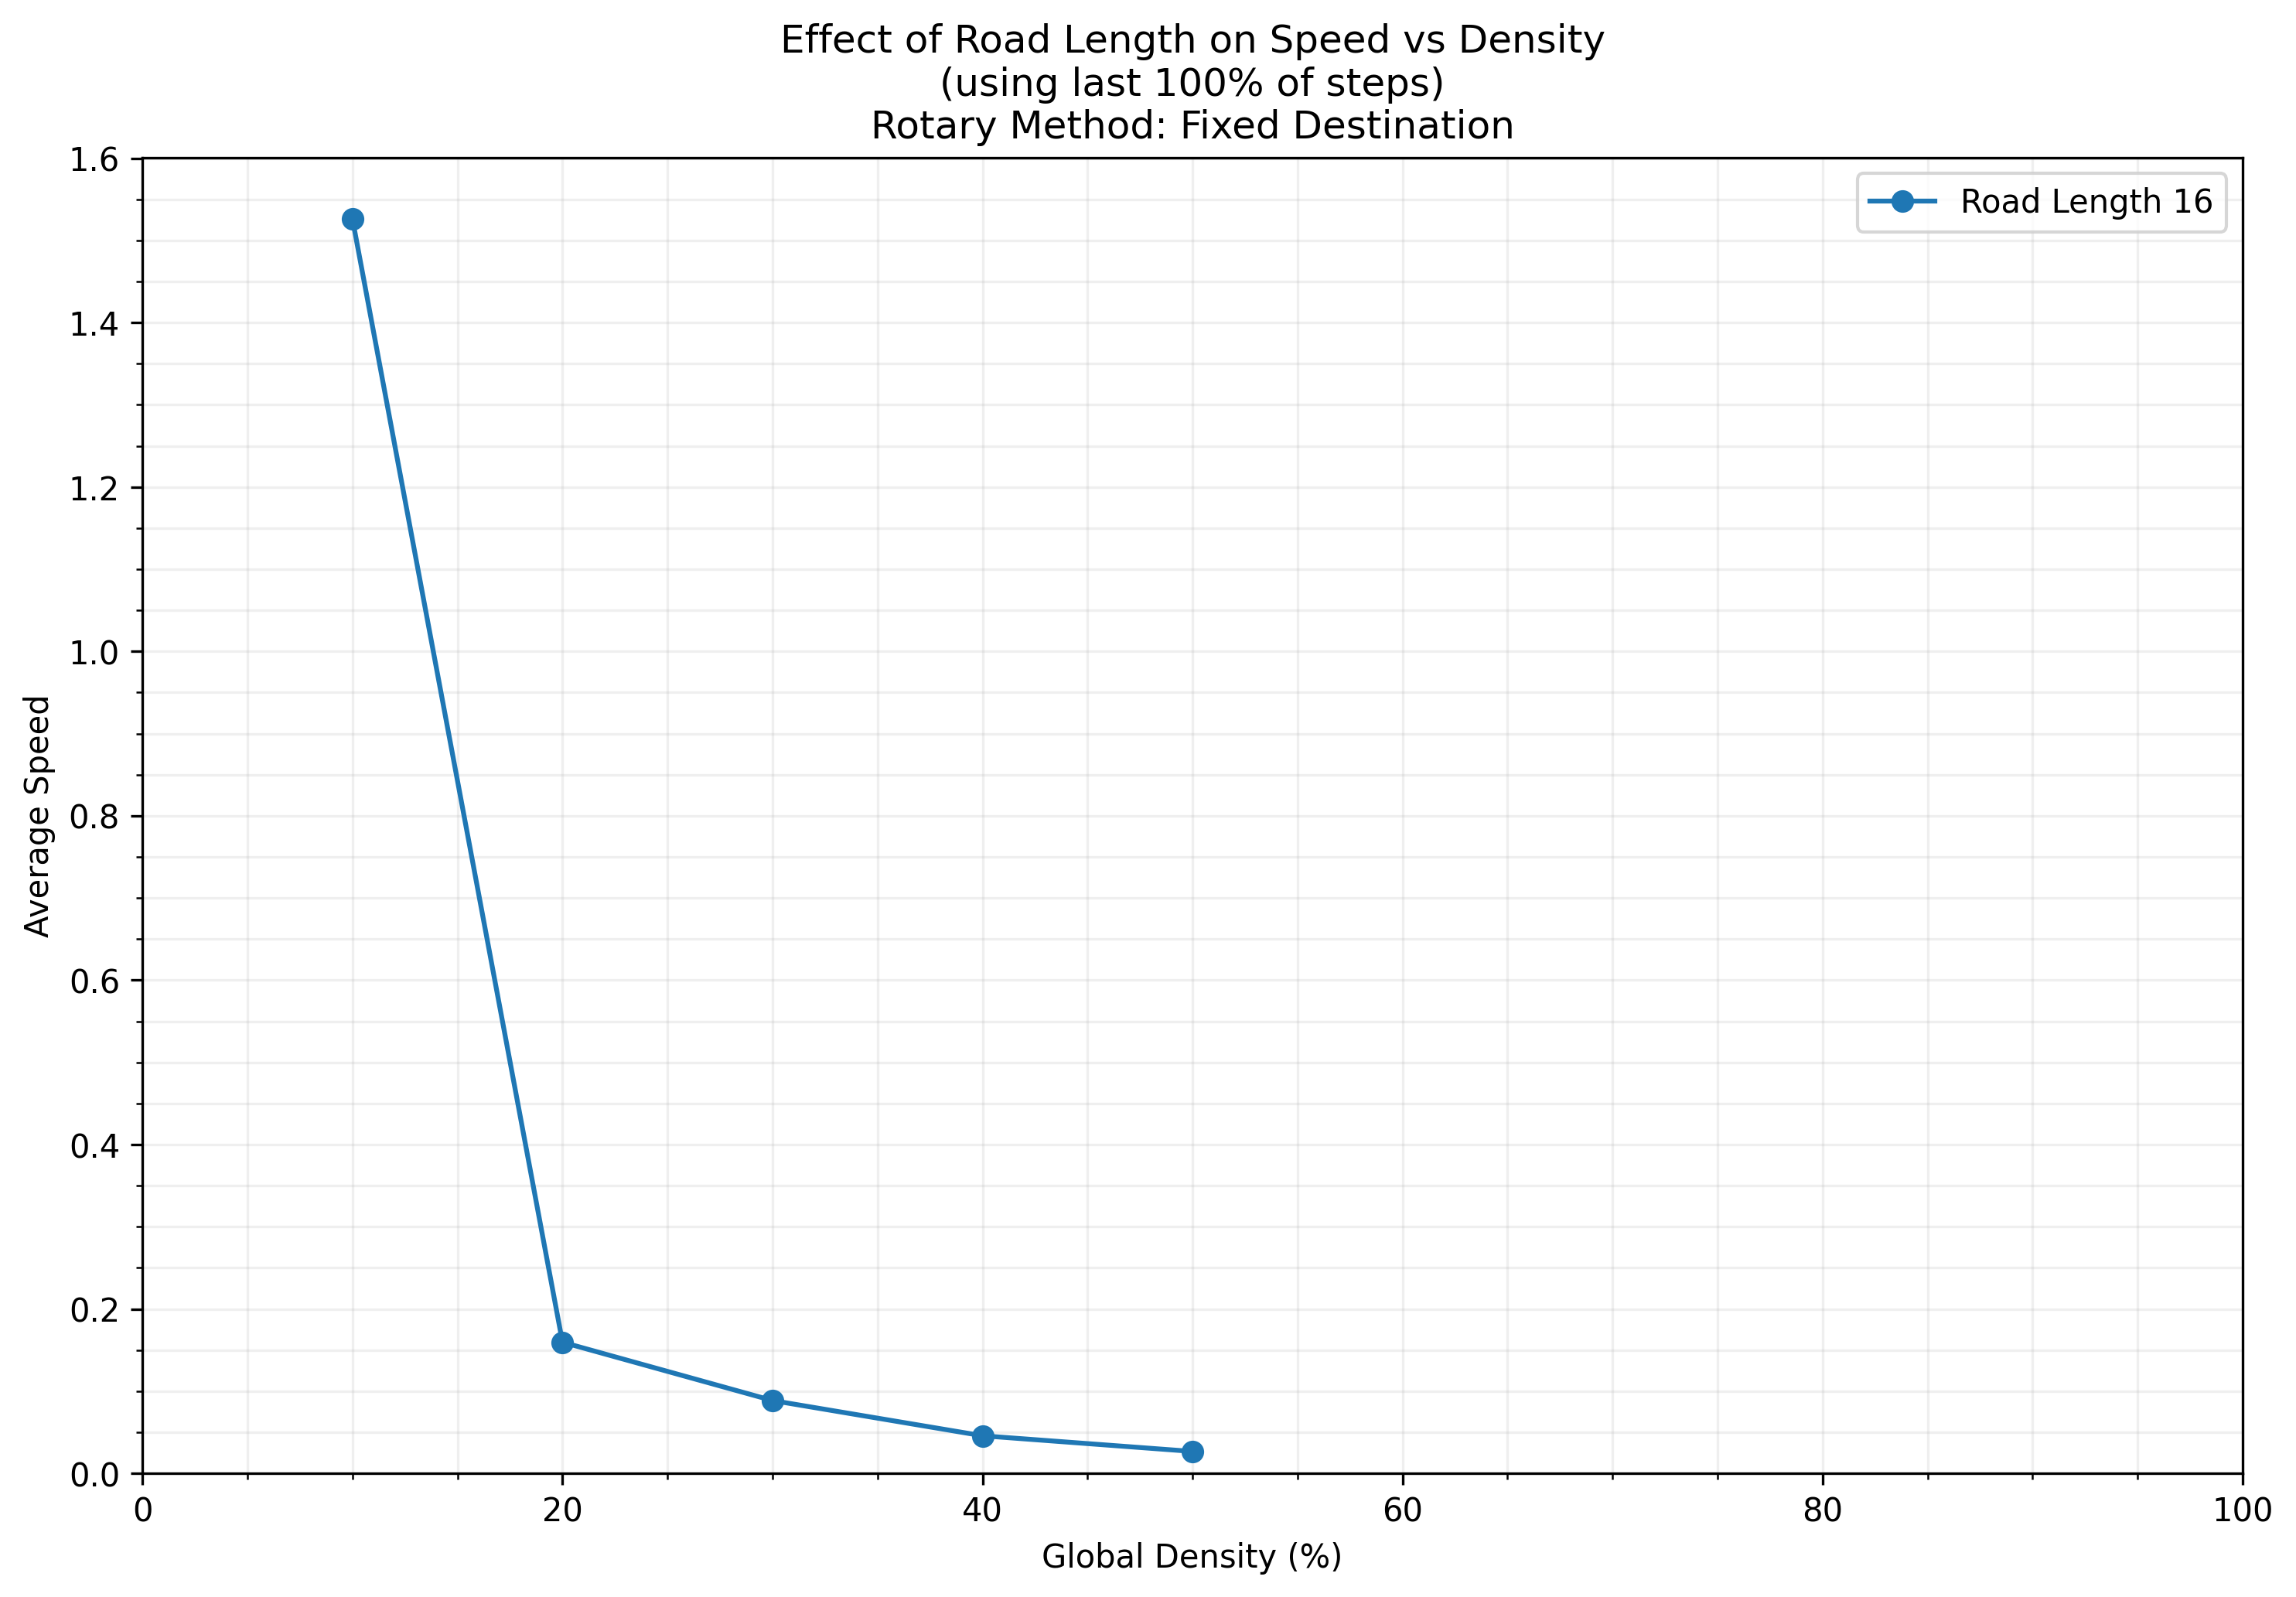 Effect of Road Length on Speed vs Density
(using last 100% of steps)
Rotary Method: Fixed Destination
Road Length 16
1.6
1.4
1.2
1.0
0.8
0.6
0.4
0.2
0.0
Average Speed
0 20 40 60 80 100
Global Density (%)